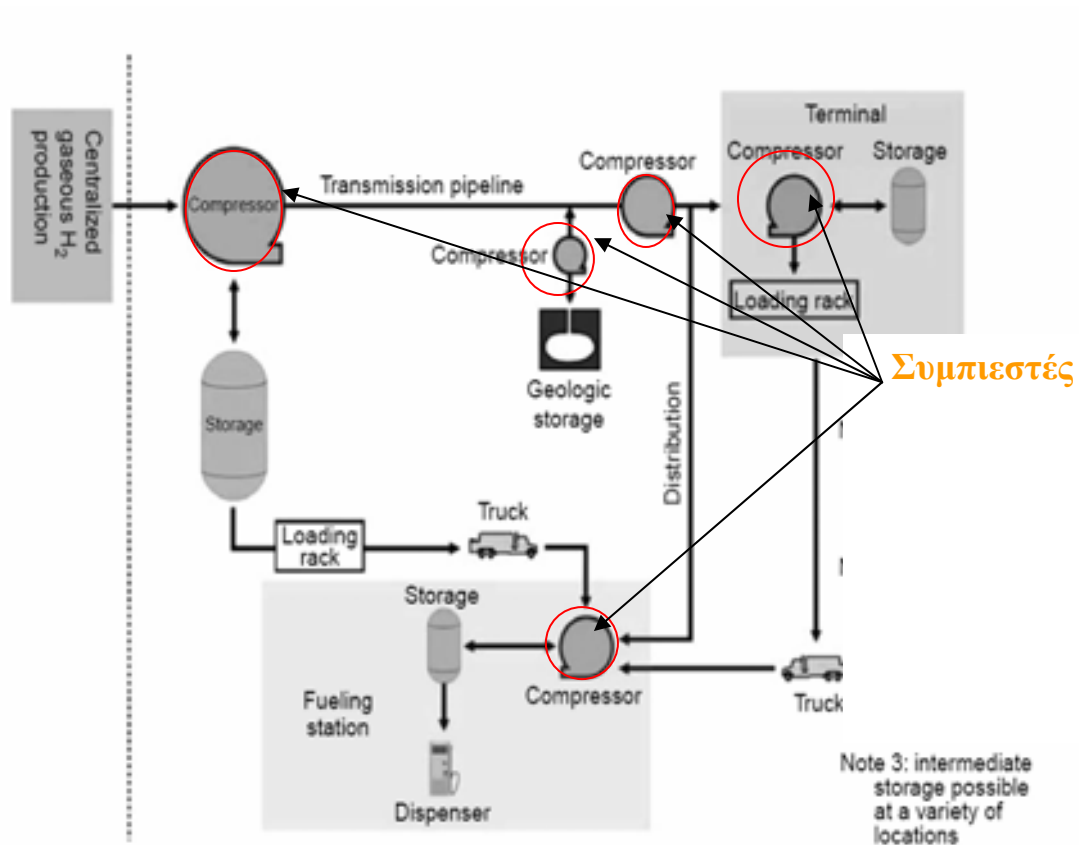 Centralized
gaseous H2
production
Compressor
Transmission pipeline
Compressor
Compressor
Geologic
storage
Terminal
Compressor
Storage
Loading rack
Συμπιεστές
Distribution
Storage
Loading
rack
Truck
Storage
Compressor
Fueling
station
Dispenser
Truck
Note 3: intermediate
storage possible
at a variety of
locations